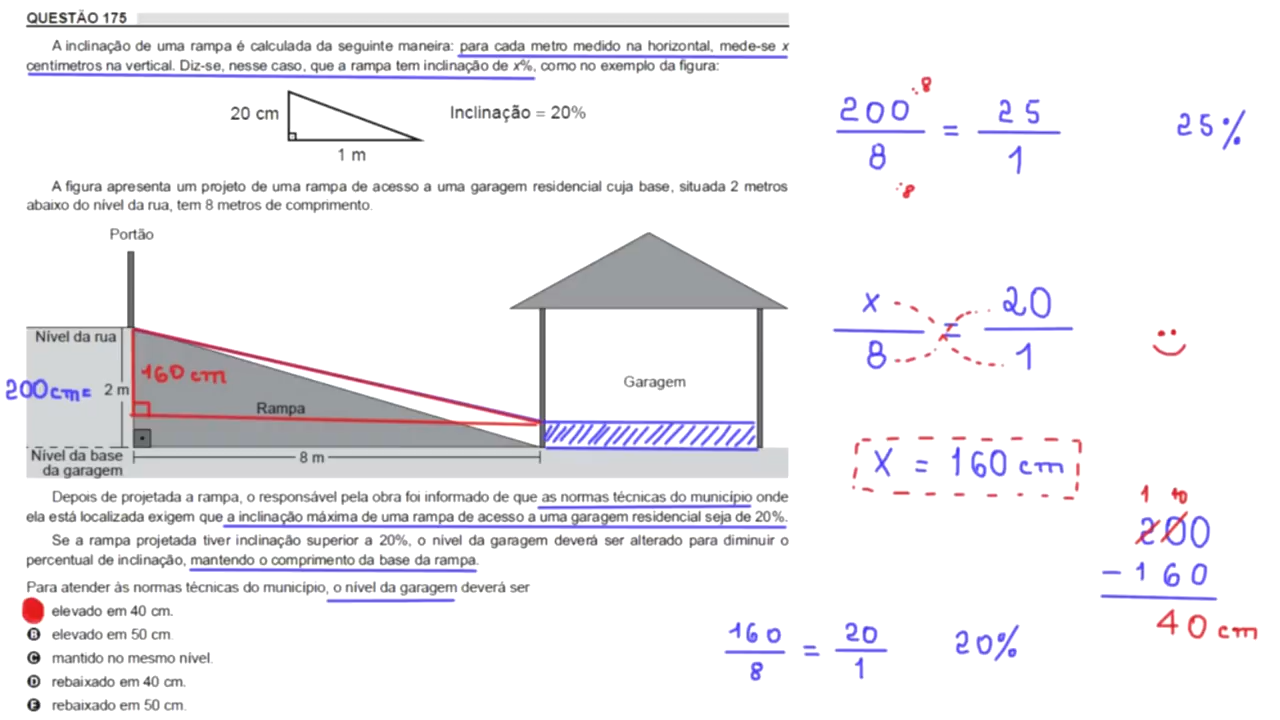 QUESTÃO 175
A inclinação de uma rampa é calculada da seguinte maneira: para cada metro medido na horizontal, mede-se x
centímetros na vertical. Diz-se, nesse caso, que a rampa tem inclinação de x%, como no exemplo da figura:
20 cm
Inclinação = 20%
1 m
A figura apresenta um projeto de uma rampa de acesso a uma garagem residencial cuja base, situada 2 metros
abaixo do nível da rua, tem 8 metros de comprimento.
Portão
Nível da rua
200cm=
2 m
160 cm
Rampa
Garagem
Nível da base
da garagem
8 m
Depois de projetada a rampa, o responsável pela obra foi informado de que as normas técnicas do município onde
ela está localizada exigem que a inclinação máxima de uma rampa de acesso a uma garagem residencial seja de 20%.
Se a rampa projetada tiver inclinação superior a 20%, o nível da garagem deverá ser alterado para diminuir o
percentual de inclinação, mantendo o comprimento da base da rampa.
Para atender às normas técnicas do município, o nível da garagem deverá ser
elevado em 40 cm.
B elevado em 50 cm.
C mantido no mesmo nível.
D rebaixado em 40 cm.
E rebaixado em 50 cm.
:8
200 = 25
8 1
:8
25%
x = 20
8 1
X = 160 cm
1 10
200
- 160
40 cm
160 = 20
8 1
20%